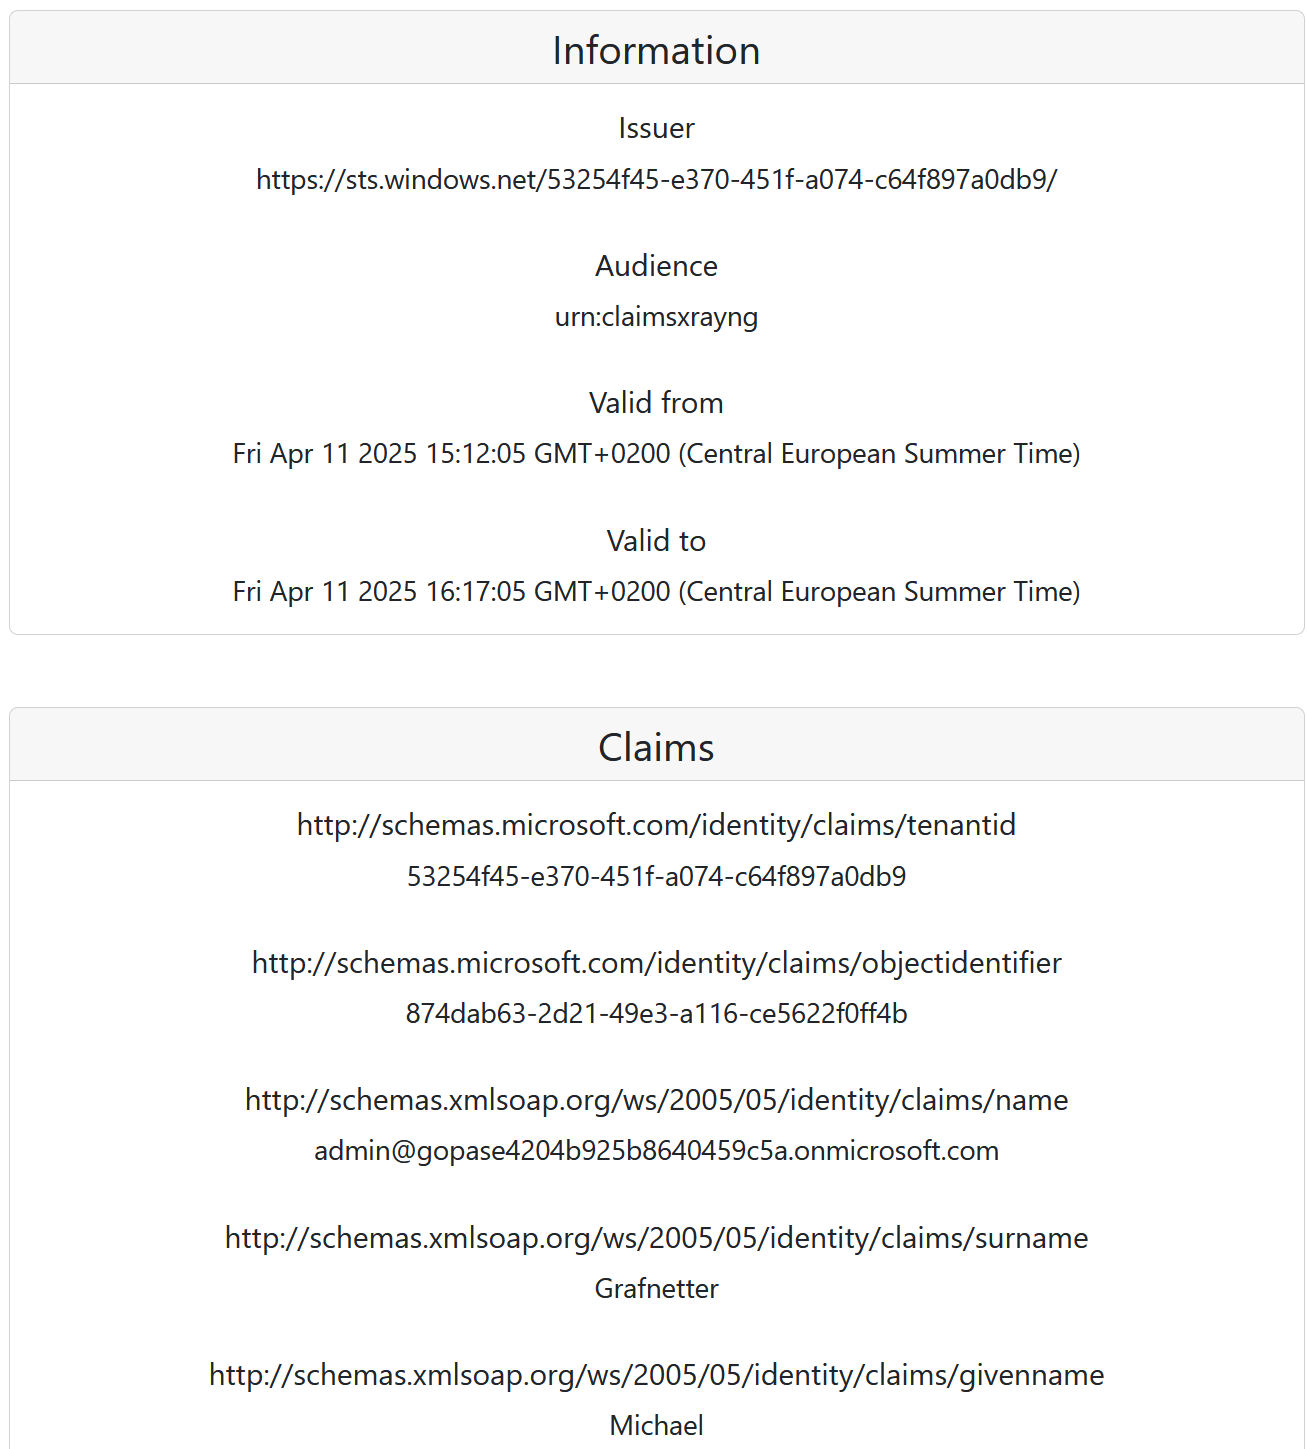 Information
Issuer
https://sts.windows.net/53254f45-e370-451f-a074-c64f897a0db9/
Audience
urn:claimsxrayng
Valid from
Fri Apr 11 2025 15:12:05 GMT+0200 (Central European Summer Time)
Valid to
Fri Apr 11 2025 16:17:05 GMT+0200 (Central European Summer Time)
Claims
http://schemas.microsoft.com/identity/claims/tenantid
53254f45-e370-451f-a074-c64f897a0db9
http://schemas.microsoft.com/identity/claims/objectidentifier
874dab63-2d21-49e3-a116-ce5622f0ff4b
http://schemas.xmlsoap.org/ws/2005/05/identity/claims/name
admin@gopase4204b925b8640459c5a.onmicrosoft.com
http://schemas.xmlsoap.org/ws/2005/05/identity/claims/surname
Grafnetter
http://schemas.xmlsoap.org/ws/2005/05/identity/claims/givenname
Michael